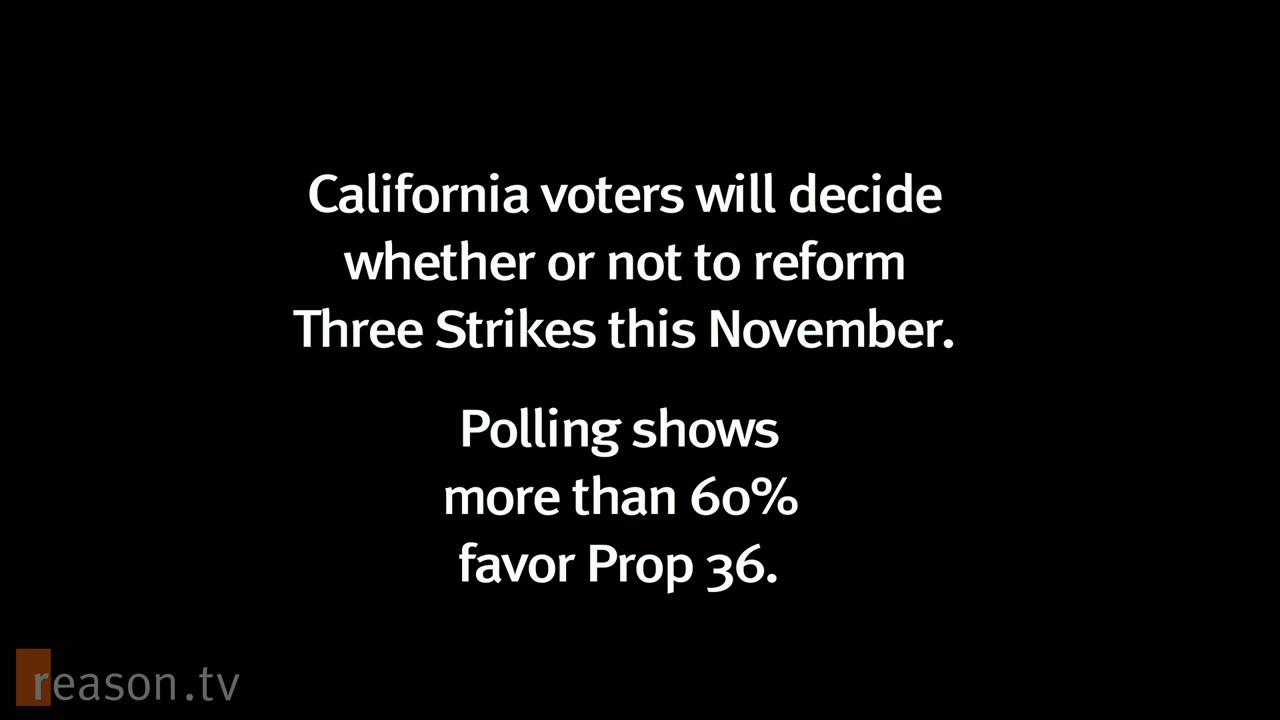 California voters will decide
whether or not to reform
Three Strikes this November.
Polling shows
more than 60%
favor Prop 36.
reason.tv